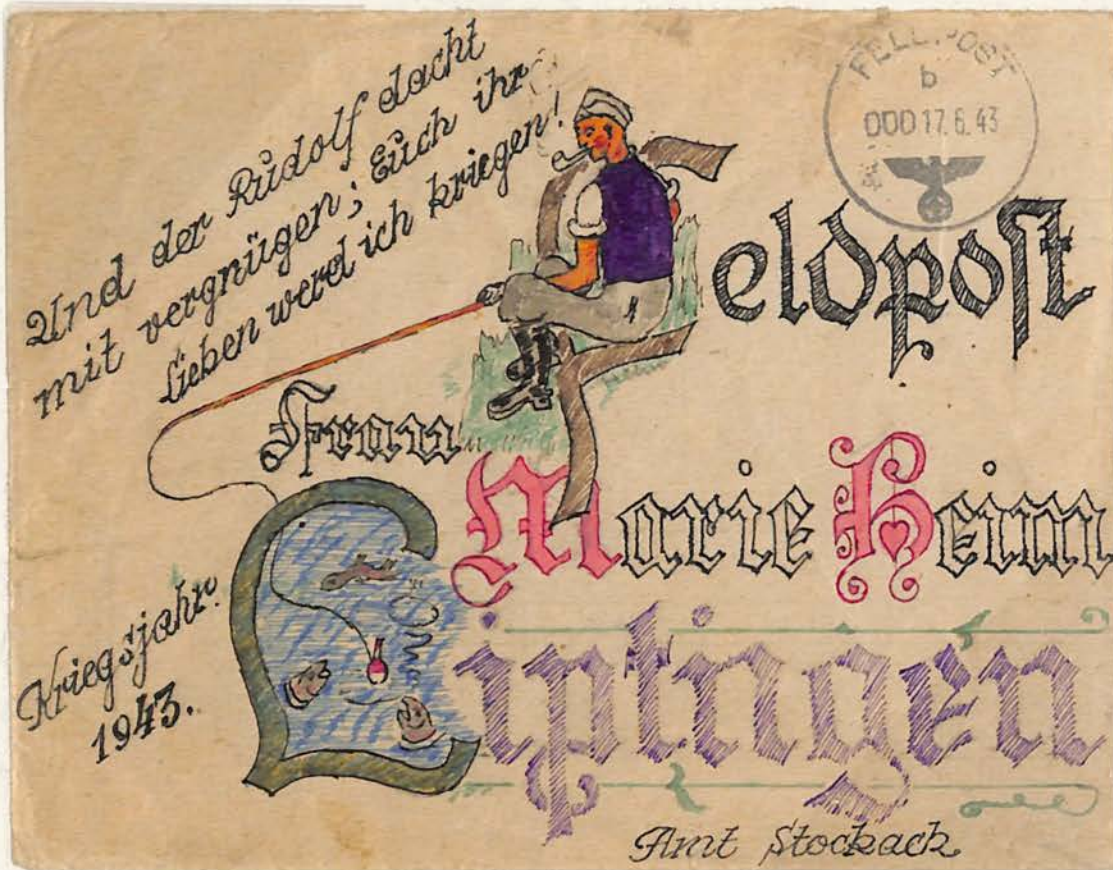 Und der Rudolf dacht
mit vergnügen; Euch ihr
Lieben werd ich kriegen!
FELDPOST
b
000 17.6.43
Feldpost
Frau
Marie Heim
Liptingen
Kriegsjahr.
1943.
Amt Stockach